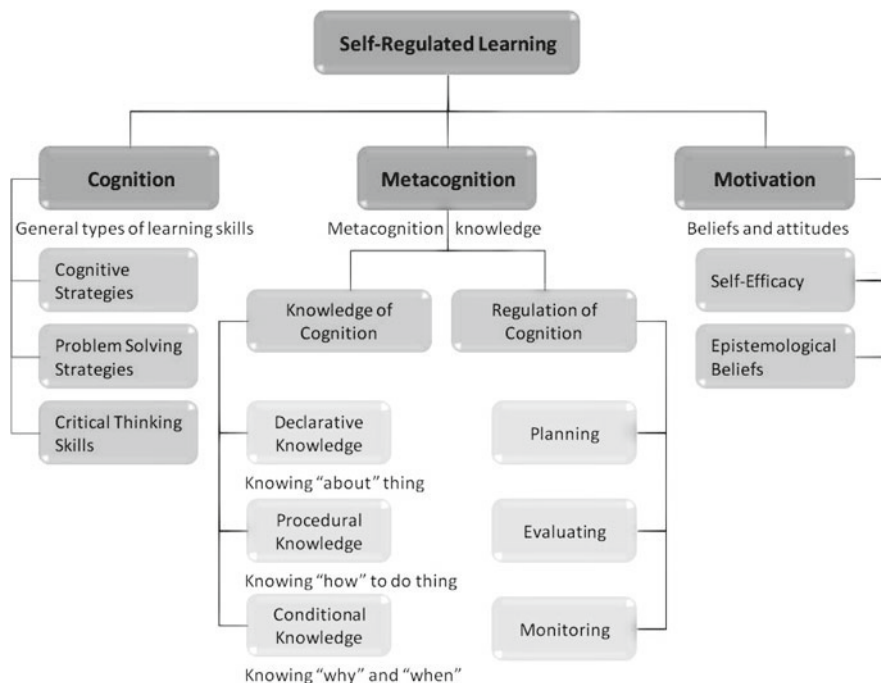 Self-Regulated Learning
Cognition
General types of learning skills
Cognitive
Strategies
Problem Solving
Strategies
Critical Thinking
Skills
Metacognition
Metacognition knowledge
Knowledge of
Cognition
Declarative
Knowledge
Knowing “about” thing
Procedural
Knowledge
Knowing “how” to do thing
Conditional
Knowledge
Knowing “why” and “when”
Regulation of
Cognition
Planning
Evaluating
Monitoring
Motivation
Beliefs and attitudes
Self-Efficacy
Epistemological
Beliefs